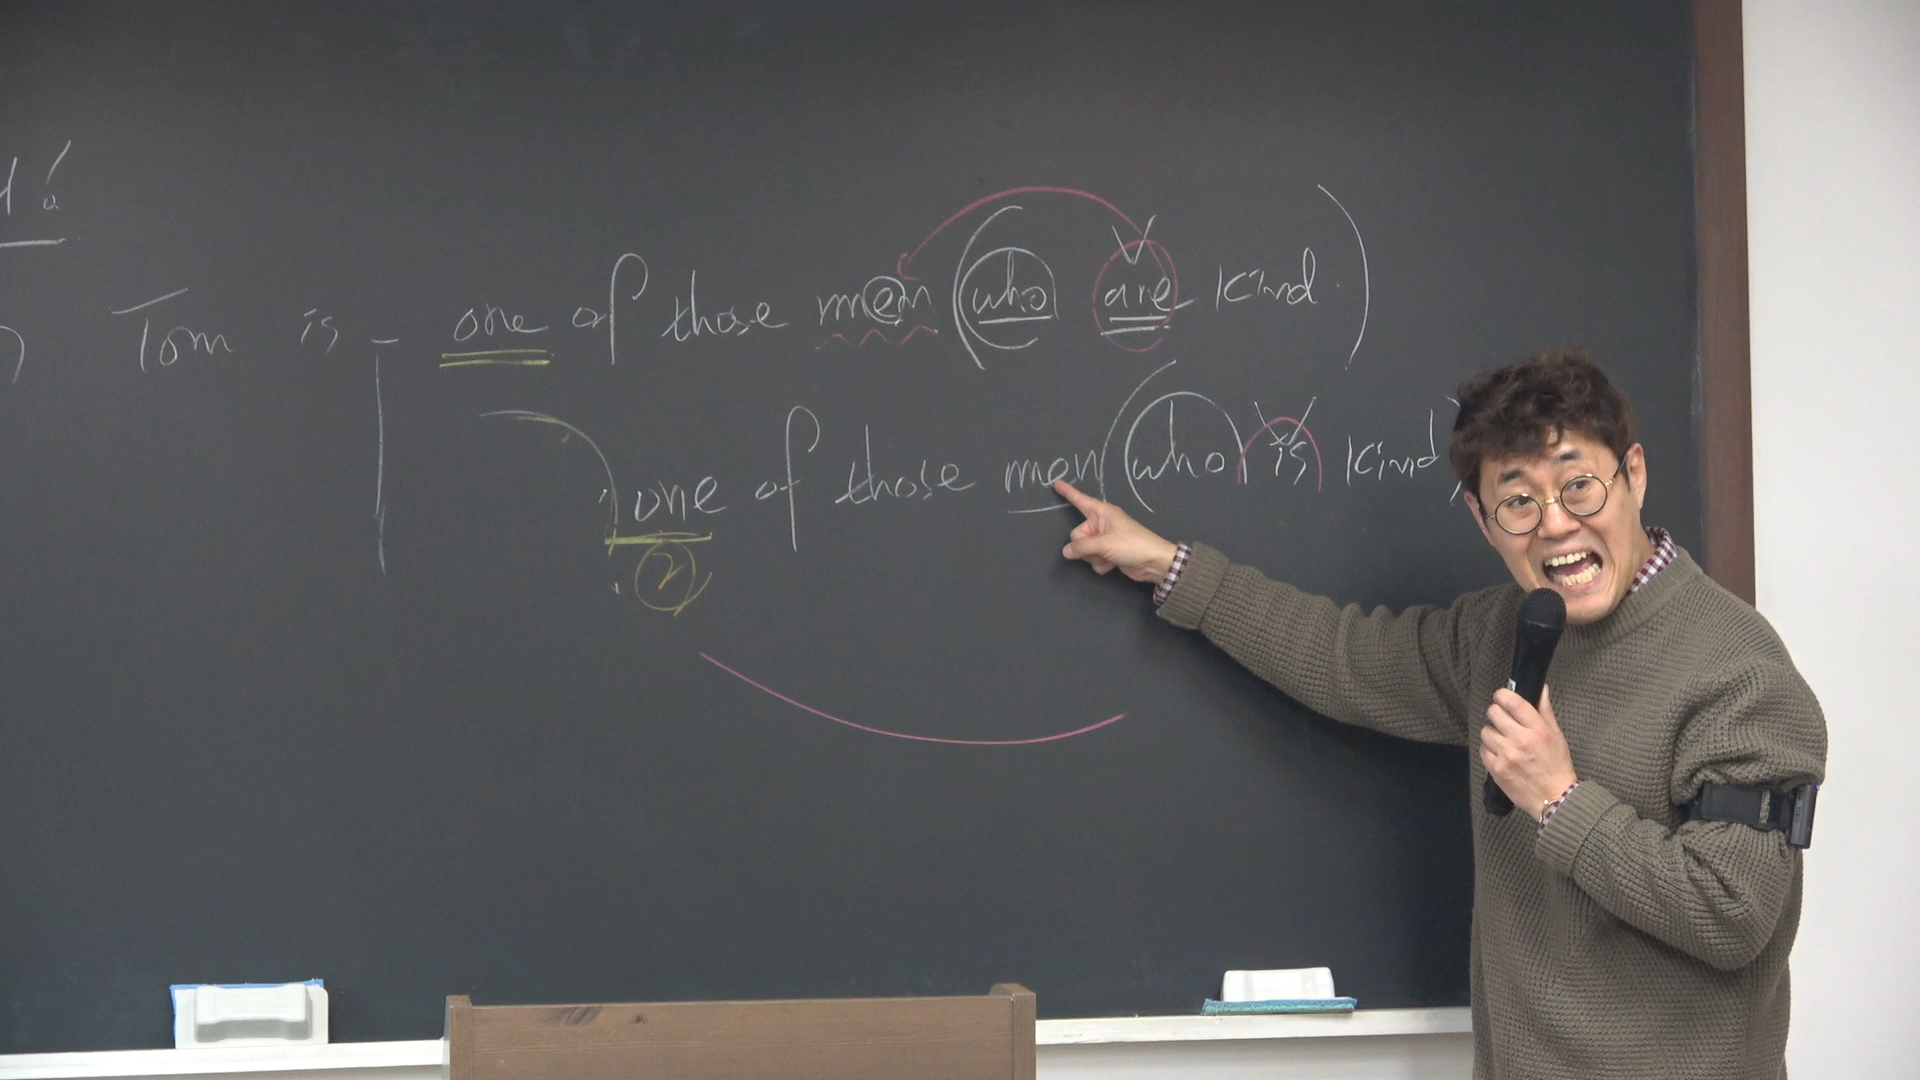 Tom is one of those men (who are kind.)
one of those men (who is kind)
2